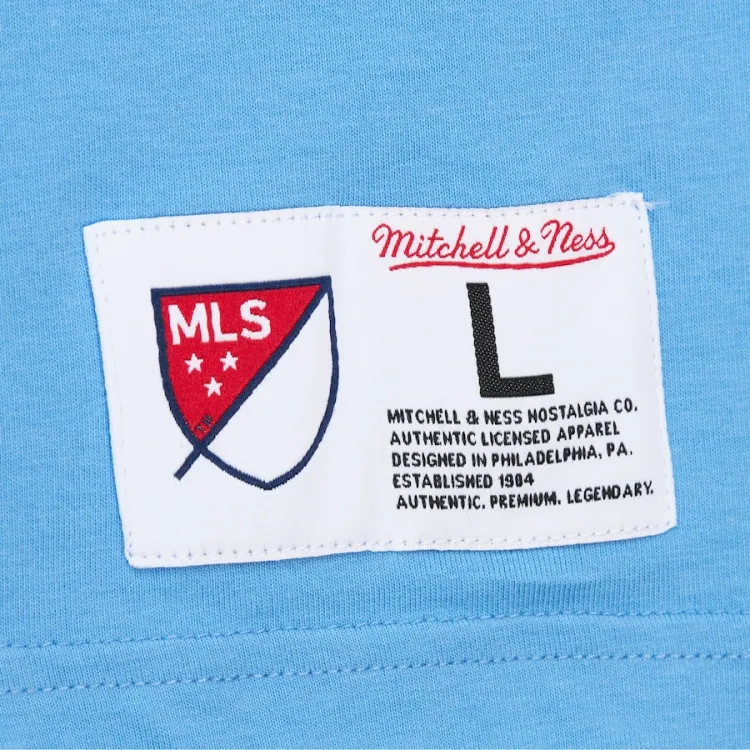 MLS
Mitchell & Ness
L
MITCHELL & NESS NOSTALGIA CO.
AUTHENTIC LICENSED APPAREL
DESIGNED IN PHILADELPHIA, PA.
ESTABLISHED 1904
AUTHENTIC. PREMIUM. LEGENDARY.